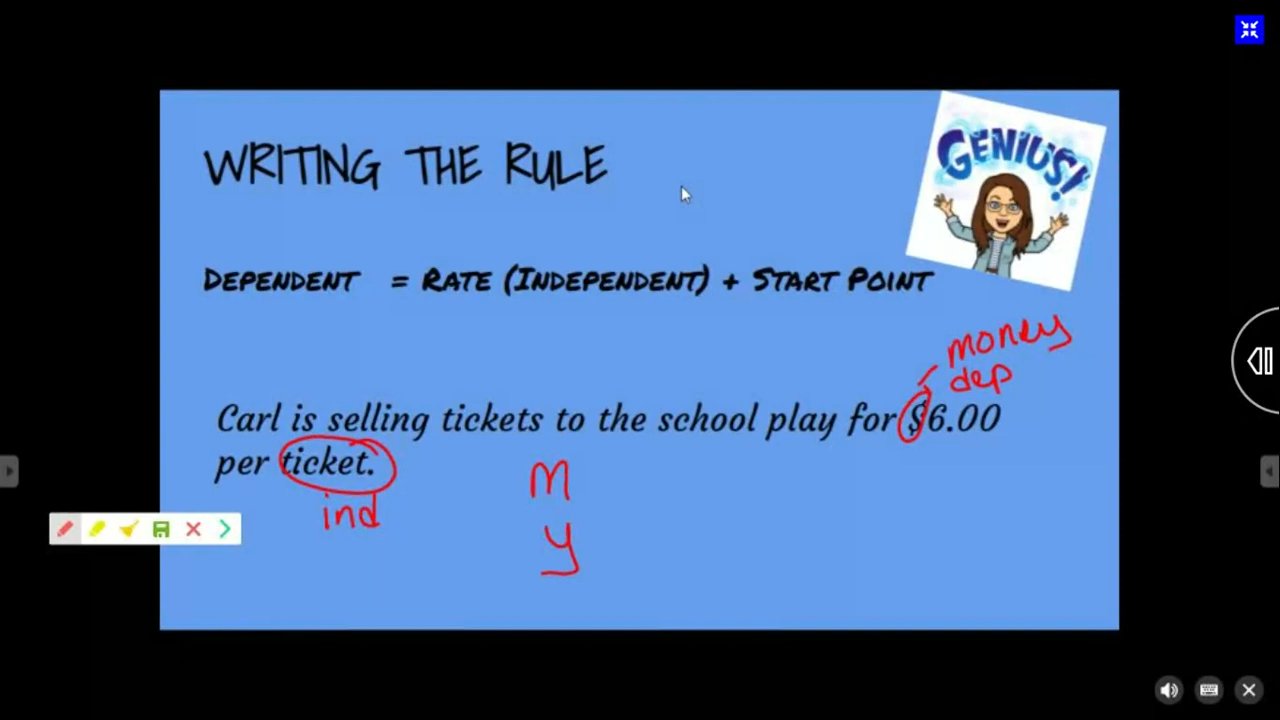 GENIUS!
WRITING THE RULE
DEPENDENT = RATE (INDEPENDENT) + START POINT
money
dep
Carl is selling tickets to the school play for $6.00
per ticket.
ind
m
y